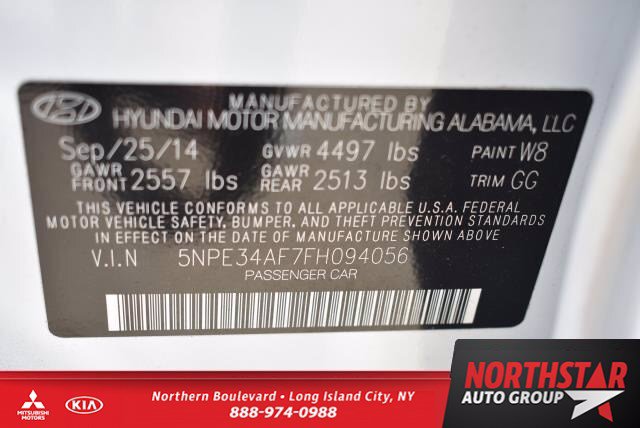 MANUFACTURED BY
HYUNDAI MOTOR MANUFACTURING ALABAMA, LLC
Sep/25/14 GVWR 4497 lbs PAINT W8
GAWR FRONT 2557 lbs GAWR REAR 2513 lbs TRIM GG
THIS VEHICLE CONFORMS TO ALL APPLICABLE U.S.A. FEDERAL
MOTOR VEHICLE SAFETY, BUMPER, AND THEFT PREVENTION STANDARDS
IN EFFECT ON THE DATE OF MANUFACTURE SHOWN ABOVE
V.I.N 5NPE34AF7FH094056
PASSENGER CAR
NORTHSTAR
AUTO GROUP
MITSUBISHI
MOTORS
KIA
Northern Boulevard • Long Island City, NY
888-974-0988